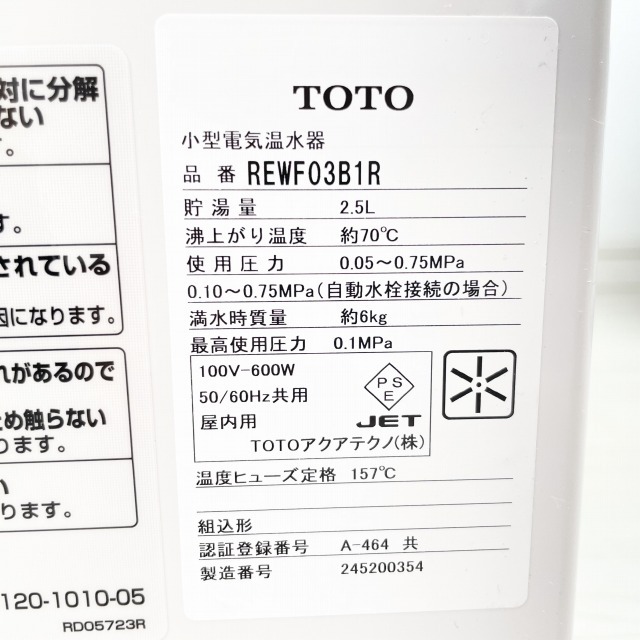 対に分解
ない
す。
す。
されている
因になります。
れがあるので
ため触らない
ります。
い
ります。
120-1010-05
RD05723R
TOTO
小型電気温水器
品番 REWF03B1R
貯湯量 2.5L
沸上がり温度 約70℃
使用圧力 0.05～0.75MPa
0.10～0.75MPa(自動水栓接続の場合)
満水時質量 約6kg
最高使用圧力 0.1MPa
100V-600W
50/60Hz共用
屋内用
PSE
JET
TOTOアクアテクノ(株)
温度ヒューズ定格 157℃
組込形
認証登録番号 A-464 共
製造番号 245200354